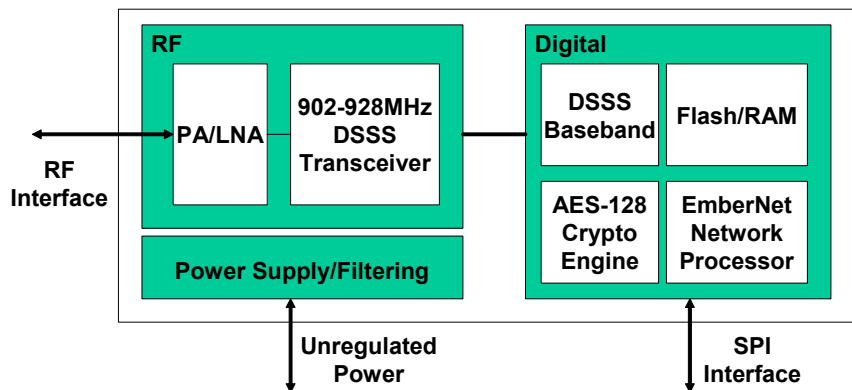 RF
PA/LNA
902-928MHz
DSSS
Transceiver
Digital
DSSS
Baseband
Flash/RAM
AES-128
Crypto
Engine
EmberNet
Network
Processor
RF
Interface
Power Supply/Filtering
Unregulated
Power
SPI
Interface